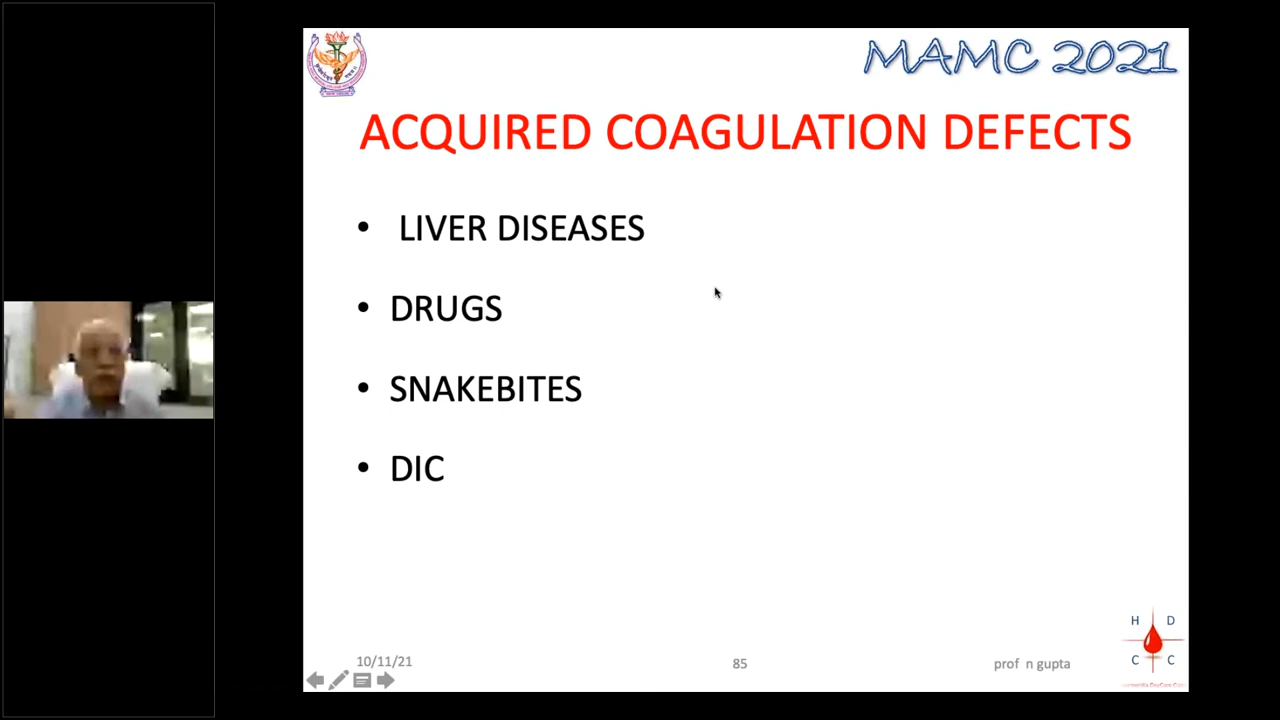 MAMC 2021
ACQUIRED COAGULATION DEFECTS
• LIVER DISEASES
• DRUGS
• SNAKEBITES
• DIC
H D
C C
10/11/21
85
prof n gupta